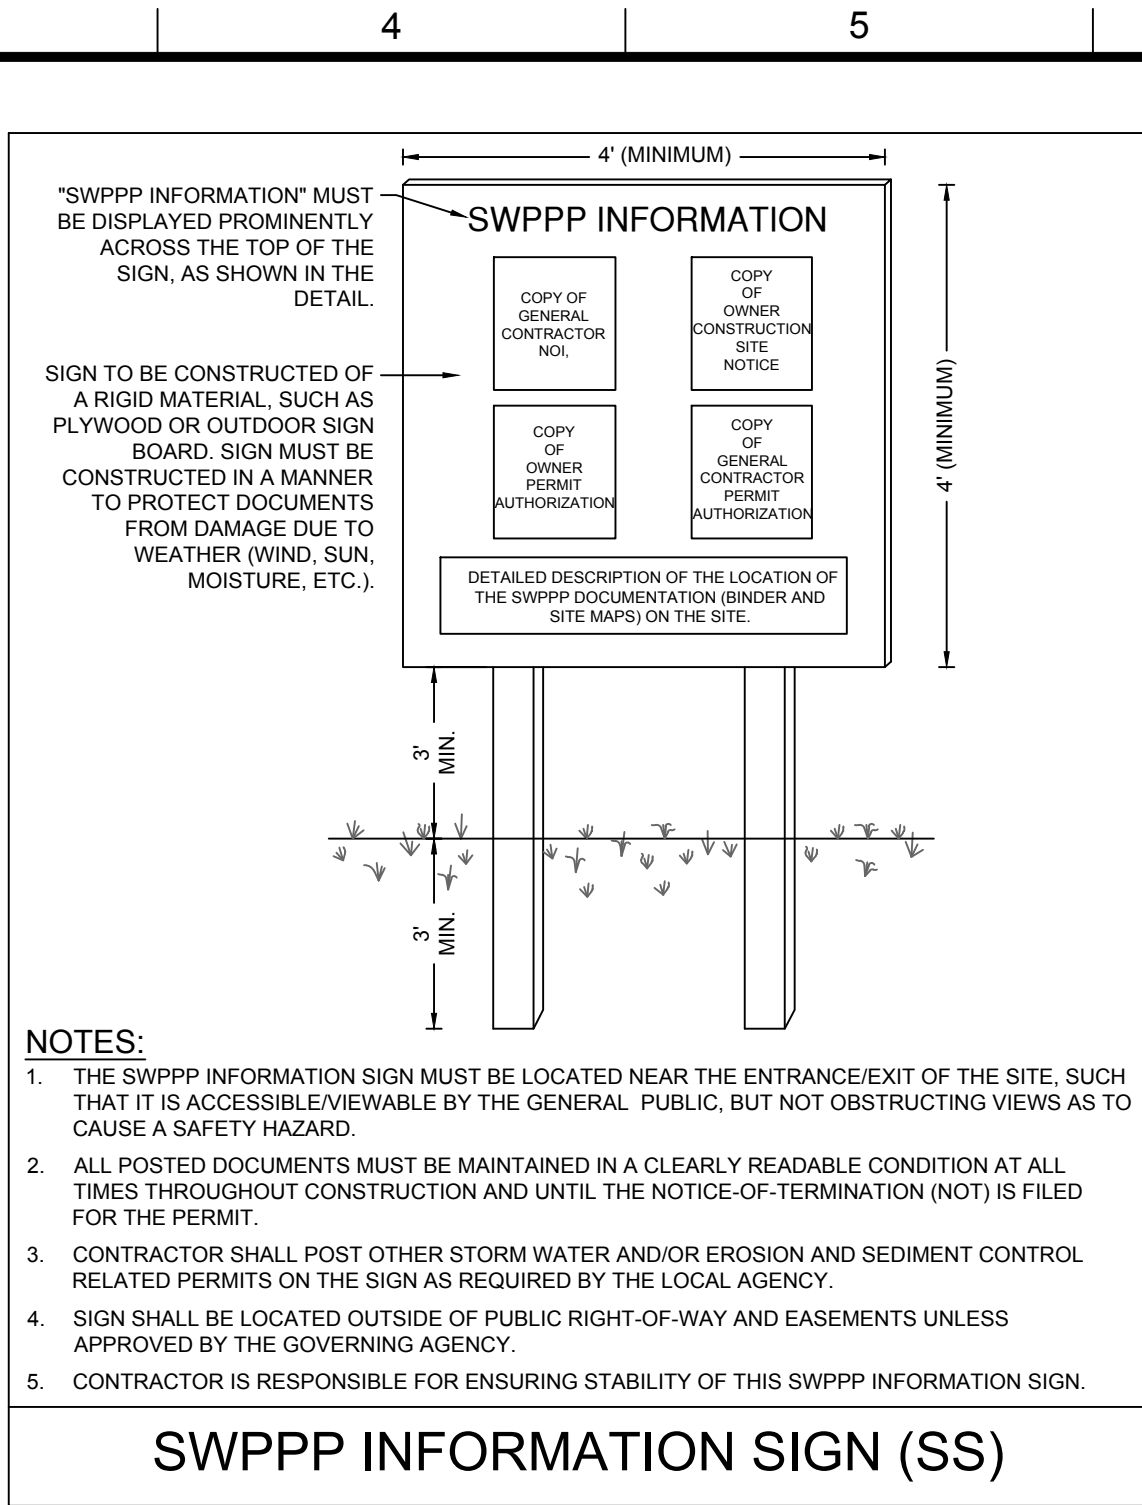 4
5
4' (MINIMUM)
"SWPPP INFORMATION" MUST
BE DISPLAYED PROMINENTLY
ACROSS THE TOP OF THE
SIGN, AS SHOWN IN THE
DETAIL.
SWPPP INFORMATION
COPY OF
GENERAL
CONTRACTOR
NOI,
COPY
OF
OWNER
CONSTRUCTION
SITE
NOTICE
SIGN TO BE CONSTRUCTED OF
A RIGID MATERIAL, SUCH AS
PLYWOOD OR OUTDOOR SIGN
BOARD. SIGN MUST BE
CONSTRUCTED IN A MANNER
TO PROTECT DOCUMENTS
FROM DAMAGE DUE TO
WEATHER (WIND, SUN,
MOISTURE, ETC.).
COPY
OF
OWNER
PERMIT
AUTHORIZATION
COPY
OF
GENERAL
CONTRACTOR
PERMIT
AUTHORIZATION
4' (MINIMUM)
DETAILED DESCRIPTION OF THE LOCATION OF
THE SWPPP DOCUMENTATION (BINDER AND
SITE MAPS) ON THE SITE.
3'
MIN.
3'
MIN.
NOTES:
1. THE SWPPP INFORMATION SIGN MUST BE LOCATED NEAR THE ENTRANCE/EXIT OF THE SITE, SUCH
THAT IT IS ACCESSIBLE/VIEWABLE BY THE GENERAL PUBLIC, BUT NOT OBSTRUCTING VIEWS AS TO
CAUSE A SAFETY HAZARD.
2. ALL POSTED DOCUMENTS MUST BE MAINTAINED IN A CLEARLY READABLE CONDITION AT ALL
TIMES THROUGHOUT CONSTRUCTION AND UNTIL THE NOTICE-OF-TERMINATION (NOT) IS FILED
FOR THE PERMIT.
3. CONTRACTOR SHALL POST OTHER STORM WATER AND/OR EROSION AND SEDIMENT CONTROL
RELATED PERMITS ON THE SIGN AS REQUIRED BY THE LOCAL AGENCY.
4. SIGN SHALL BE LOCATED OUTSIDE OF PUBLIC RIGHT-OF-WAY AND EASEMENTS UNLESS
APPROVED BY THE GOVERNING AGENCY.
5. CONTRACTOR IS RESPONSIBLE FOR ENSURING STABILITY OF THIS SWPPP INFORMATION SIGN.
SWPPP INFORMATION SIGN (SS)